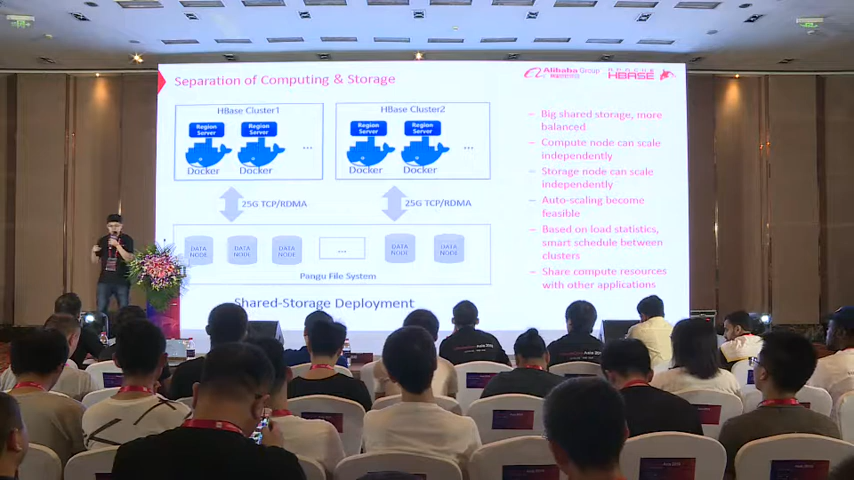 Separation of Computing & Storage
Alibaba Group
HBASE
HBase Cluster1
HBase Cluster2
Region Server
Region Server
Region Server
Region Server
...
...
Docker
Docker
Docker
Docker
25G TCP/RDMA
25G TCP/RDMA
DATA NODE
DATA NODE
DATA NODE
...
DATA NODE
DATA NODE
Pangu File System
Shared-Storage Deployment
– Big shared storage, more
balanced
– Compute node can scale
independently
– Storage node can scale
independently
– Auto-scaling become
feasible
– Based on load statistics,
smart schedule between
clusters
– Share compute resources
with other applications